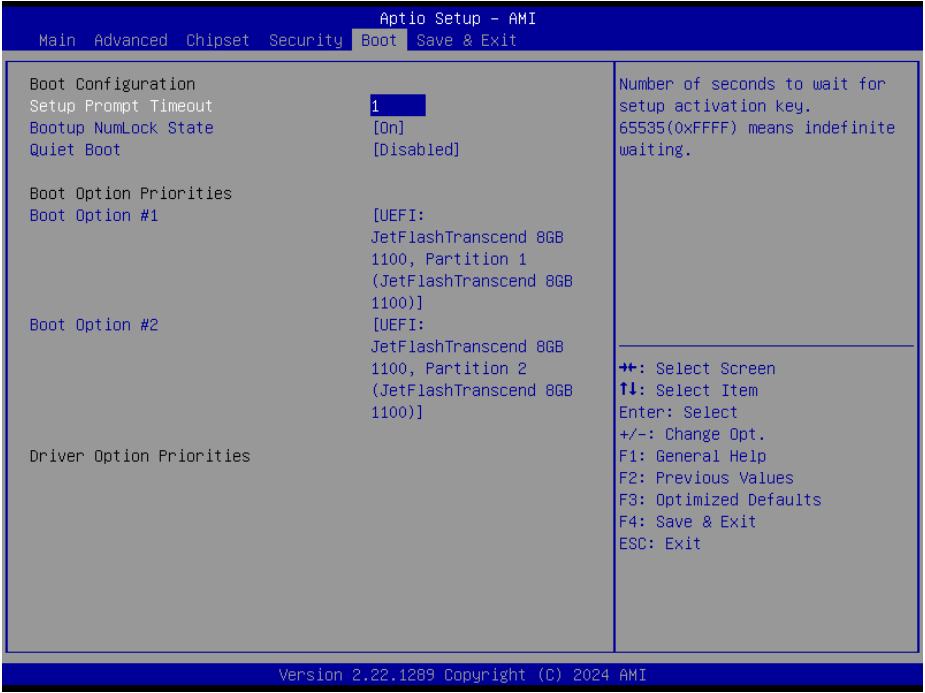 Aptio Setup – AMI
Main Advanced Chipset Security Boot Save & Exit
Boot Configuration
Setup Prompt Timeout 1
Bootup NumLock State [On]
Quiet Boot [Disabled]
Boot Option Priorities
Boot Option #1 [UEFI:
JetFlashTranscend 8GB
1100, Partition 1
(JetFlashTranscend 8GB
1100)]
Boot Option #2 [UEFI:
JetFlashTranscend 8GB
1100, Partition 2
(JetFlashTranscend 8GB
1100)]
Driver Option Priorities
Number of seconds to wait for
setup activation key.
65535(0xFFFF) means indefinite
waiting.
→←: Select Screen
↑↓: Select Item
Enter: Select
+/-: Change Opt.
F1: General Help
F2: Previous Values
F3: Optimized Defaults
F4: Save & Exit
ESC: Exit
Version 2.22.1289 Copyright (C) 2024 AMI